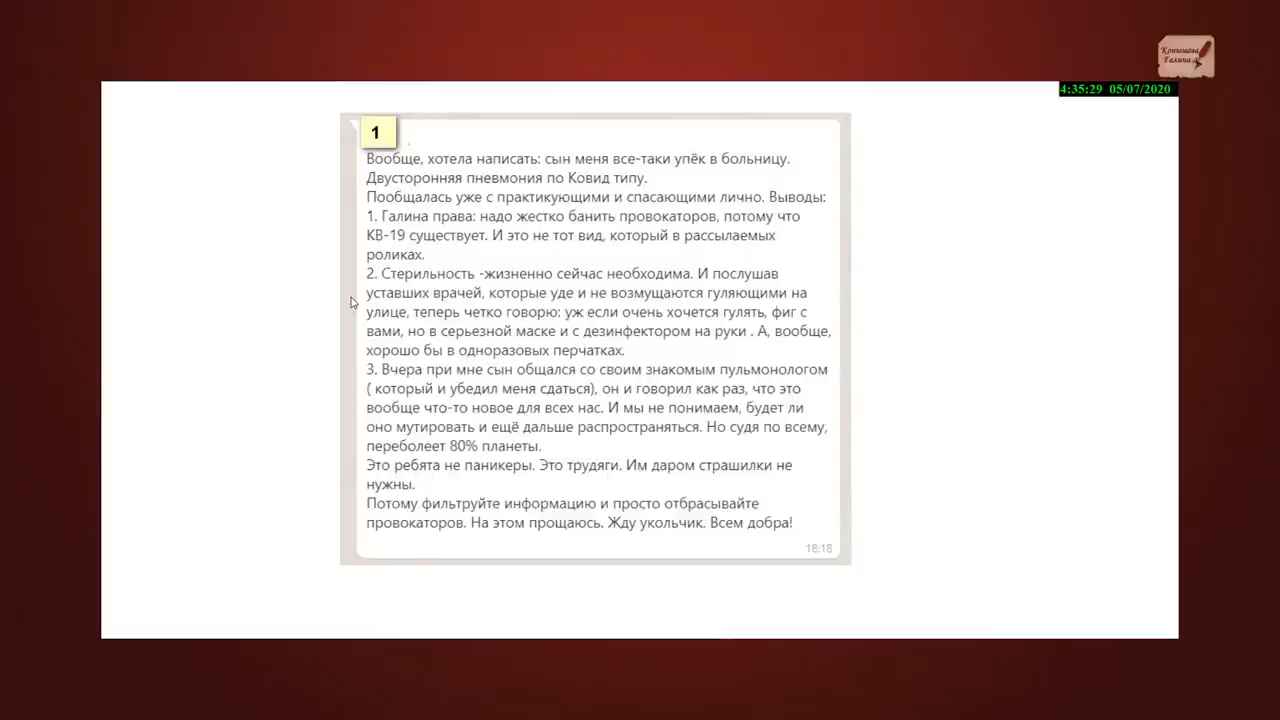 Конышева
Галина
4:35:29 05/07/2020
1
Вообще, хотела написать: сын меня все-таки упёк в больницу.
Двусторонняя пневмония по Ковид типу.
Пообщалась уже с практикующими и спасающими лично. Выводы:
1. Галина права: надо жестко банить провокаторов, потому что
КВ-19 существует. И это не тот вид, который в рассылаемых
роликах.
2. Стерильность -жизненно сейчас необходима. И послушав
уставших врачей, которые уде и не возмущаются гуляющими на
улице, теперь четко говорю: уж если очень хочется гулять, фиг с
вами, но в серьезной маске и с дезинфектором на руки . А, вообще,
хорошо бы в одноразовых перчатках.
3. Вчера при мне сын общался со своим знакомым пульмонологом
( который и убедил меня сдаться), он и говорил как раз, что это
вообще что-то новое для всех нас. И мы не понимаем, будет ли
оно мутировать и ещё дальше распространяться. Но судя по всему,
переболеет 80% планеты.
Это ребята не паникеры. Это трудяги. Им даром страшилки не
нужны.
Потому фильтруйте информацию и просто отбрасывайте
провокаторов. На этом прощаюсь. Жду укольчик. Всем добра!
18:18